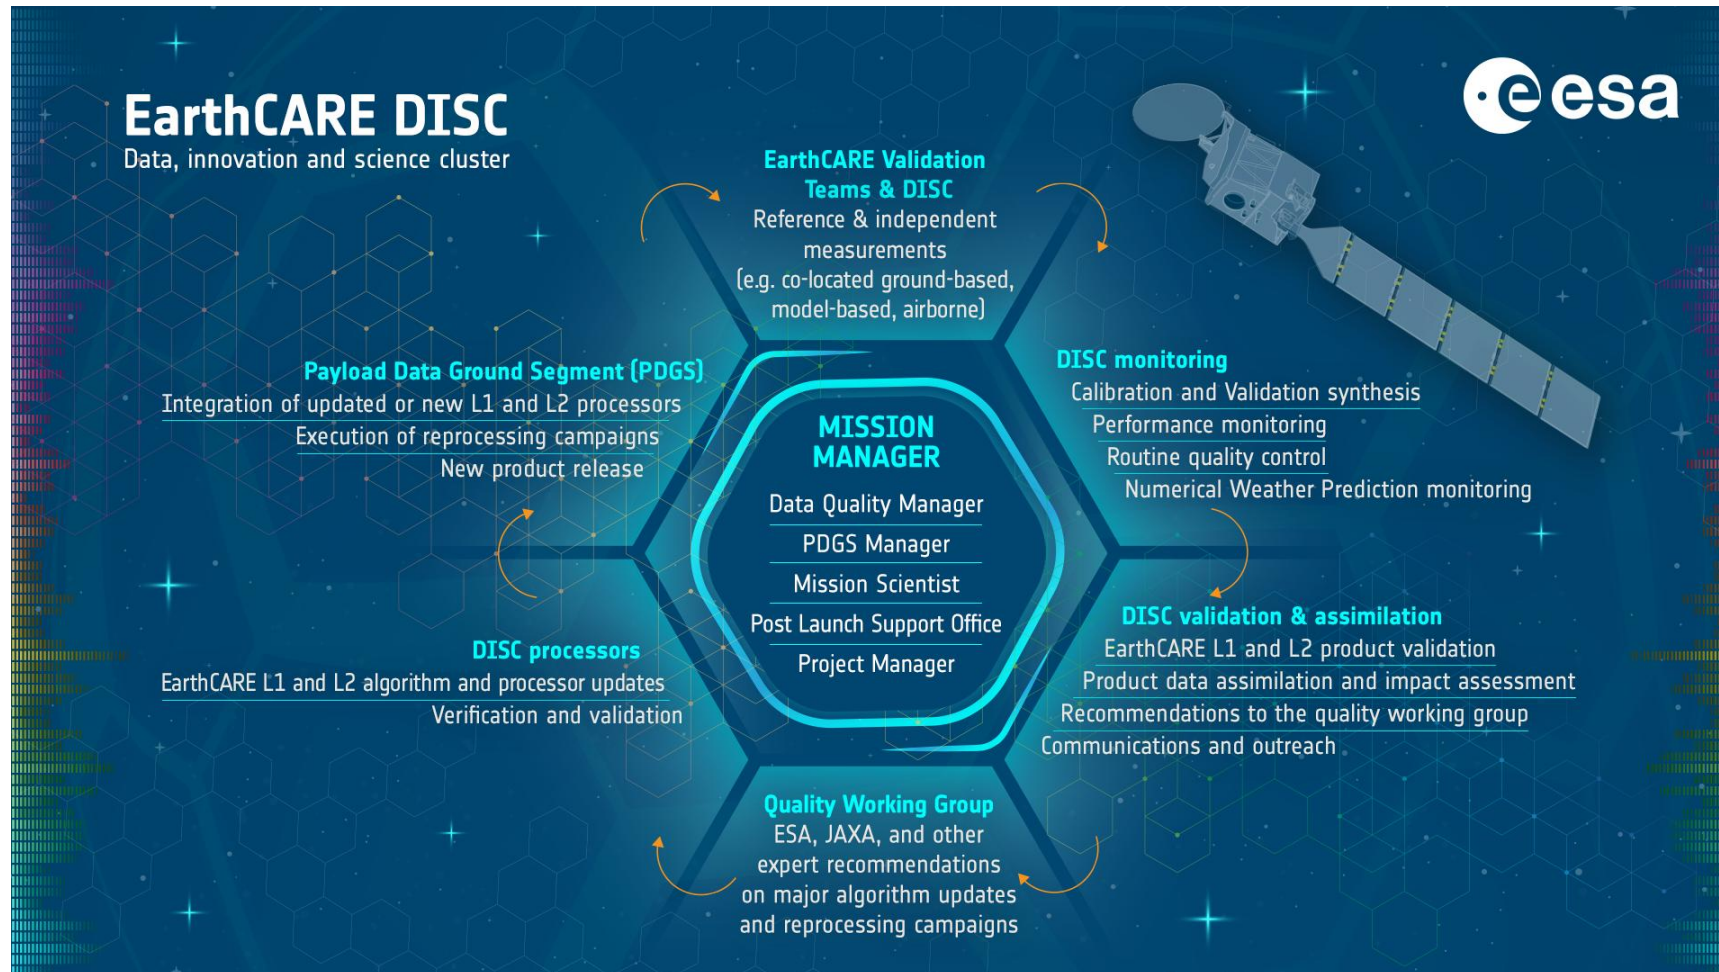 EarthCARE DISC
Data, innovation and science cluster
esa
EarthCARE Validation
Teams & DISC
Reference & independent
measurements
(e.g. co-located ground-based,
model-based, airborne)
DISC monitoring
Calibration and Validation synthesis
Performance monitoring
Routine quality control
Numerical Weather Prediction monitoring
DISC validation & assimilation
EarthCARE L1 and L2 product validation
Product data assimilation and impact assessment
Recommendations to the quality working group
Communications and outreach
Quality Working Group
ESA, JAXA, and other
expert recommendations
on major algorithm updates
and reprocessing campaigns
DISC processors
EarthCARE L1 and L2 algorithm and processor updates
Verification and validation
Payload Data Ground Segment (PDGS)
Integration of updated or new L1 and L2 processors
Execution of reprocessing campaigns
New product release
MISSION
MANAGER
Data Quality Manager
PDGS Manager
Mission Scientist
Post Launch Support Office
Project Manager